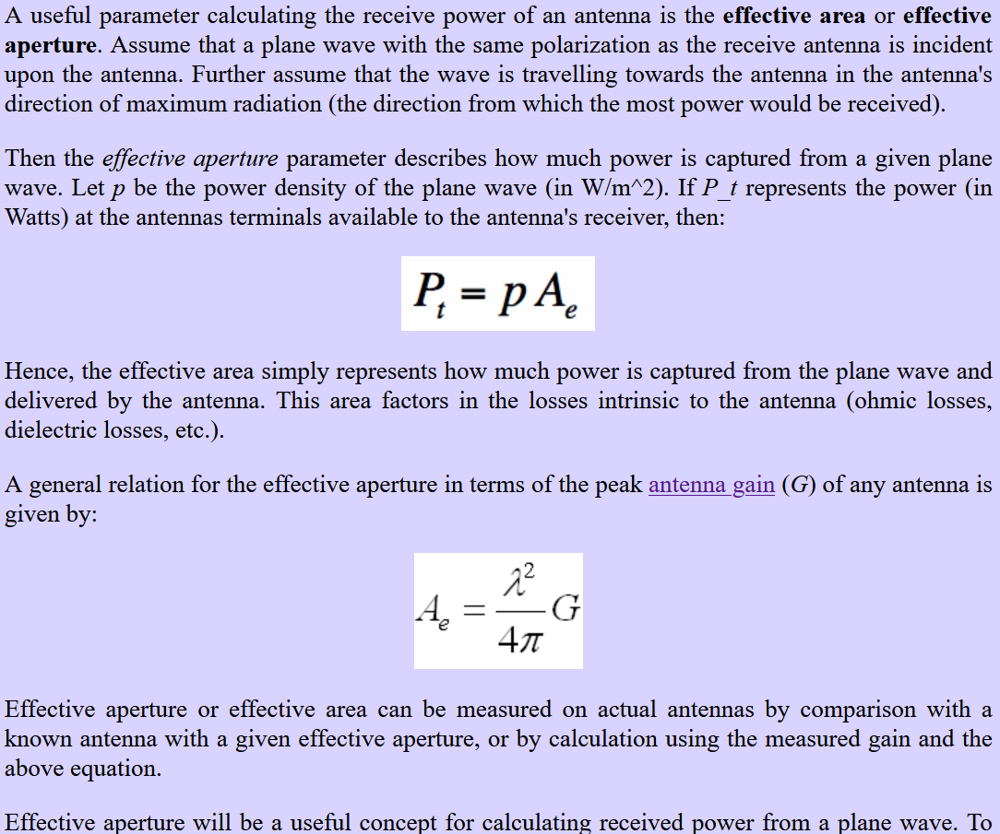 A useful parameter calculating the receive power of an antenna is the effective area or effective
aperture. Assume that a plane wave with the same polarization as the receive antenna is incident
upon the antenna. Further assume that the wave is travelling towards the antenna in the antenna's
direction of maximum radiation (the direction from which the most power would be received).
Then the effective aperture parameter describes how much power is captured from a given plane
wave. Let p be the power density of the plane wave (in W/m^2). If P_t represents the power (in
Watts) at the antennas terminals available to the antenna's receiver, then:
P_t = p A_e
Hence, the effective area simply represents how much power is captured from the plane wave and
delivered by the antenna. This area factors in the losses intrinsic to the antenna (ohmic losses,
dielectric losses, etc.).
A general relation for the effective aperture in terms of the peak antenna gain (G) of any antenna is
given by:
A_e = λ² / 4π G
Effective aperture or effective area can be measured on actual antennas by comparison with a
known antenna with a given effective aperture, or by calculation using the measured gain and the
above equation.
Effective aperture will be a useful concept for calculating received power from a plane wave. To